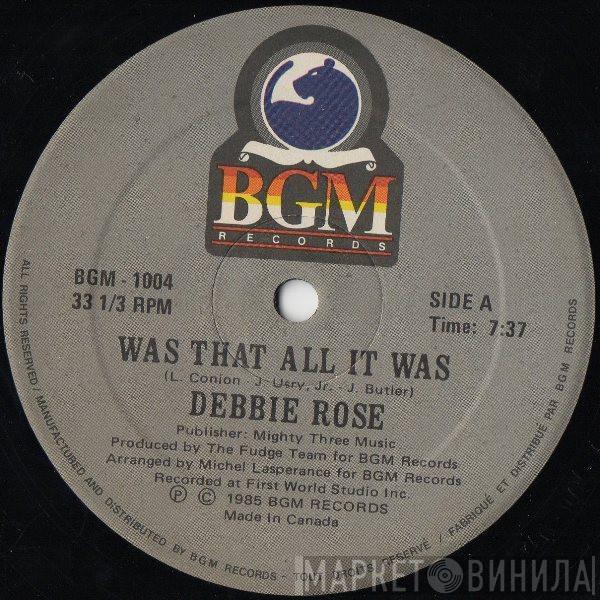 BGM
RECORDS
BGM - 1004
33 1/3 RPM
SIDE A
Time: 7:37
WAS THAT ALL IT WAS
(L. Conlon - J. Usry, Jr. - J. Butler)
DEBBIE ROSE
Publisher: Mighty Three Music
Produced by The Fudge Team for BGM Records
Arranged by Michel Lasperance for BGM Records
Recorded at First World Studio Inc.
Ⓟ © 1985 BGM RECORDS
Made In Canada
ALL RIGHTS RESERVED / MANUFACTURED AND DISTRIBUTED BY BGM RECORDS - TOUT DROITS RESERVÉ / FABRIQUÉ ET DISTRIBUÉ PAR BGM RECORDS
МАРКЕТ ВИНИЛА